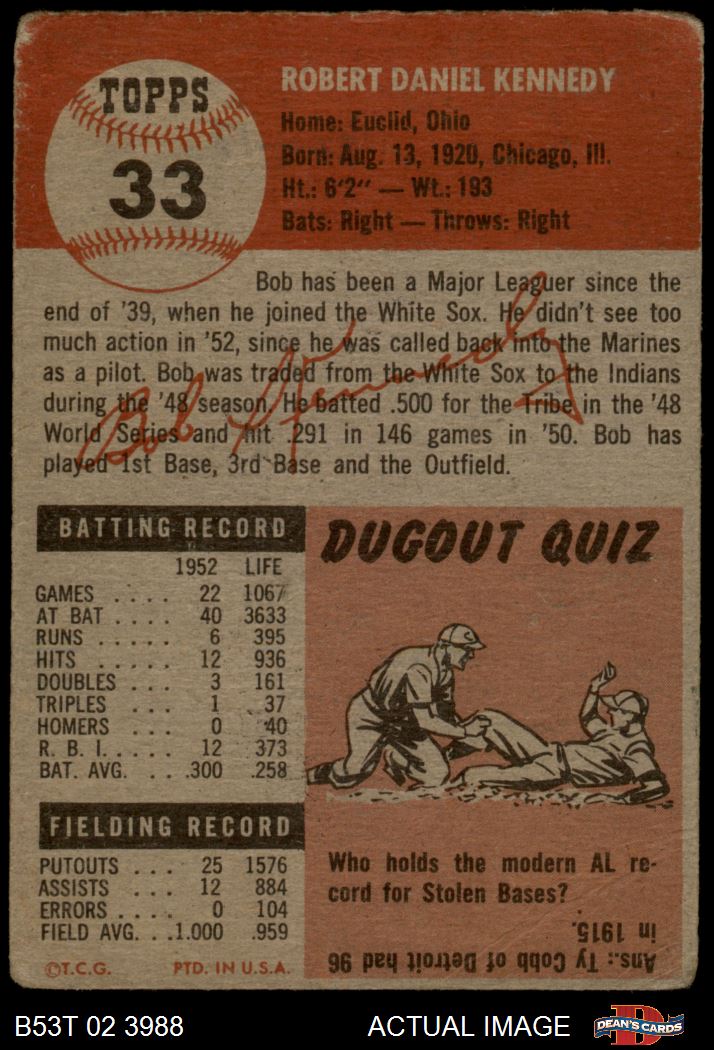 TOPPS
33
ROBERT DANIEL KENNEDY
Home: Euclid, Ohio
Born: Aug. 13, 1920, Chicago, Ill.
Ht.: 6'2" — Wt.: 193
Bats: Right — Throws: Right
Bob has been a Major Leaguer since the
end of '39, when he joined the White Sox. He didn't see too
much action in '52, since he was called back into the Marines
as a pilot. Bob was traded from the White Sox to the Indians
during the '48 season. He batted .500 for the Tribe in the '48
World Series and hit .291 in 146 games in '50. Bob has
played 1st Base, 3rd Base and the Outfield.
Bob Kennedy
BATTING RECORD
1952 LIFE
GAMES .... 22 1067
AT BAT .... 40 3633
RUNS ..... 6 395
HITS ..... 12 936
DOUBLES ... 3 161
TRIPLES ... 1 37
HOMERS ... 0 40
R. B. I. .... 12 373
BAT. AVG. ... .300 .258
FIELDING RECORD
PUTOUTS ... 25 1576
ASSISTS ... 12 884
ERRORS .... 0 104
FIELD AVG. ..1.000 .959
©T.C.G. PTD. IN U.S.A.
DUGOUT QUIZ
C
Who holds the modern AL re-
cord for Stolen Bases?
Ans.: Ty Cobb of Detroit had 96
in 1915.
B53T 02 3988 ACTUAL IMAGE D DEAN'S CARDS